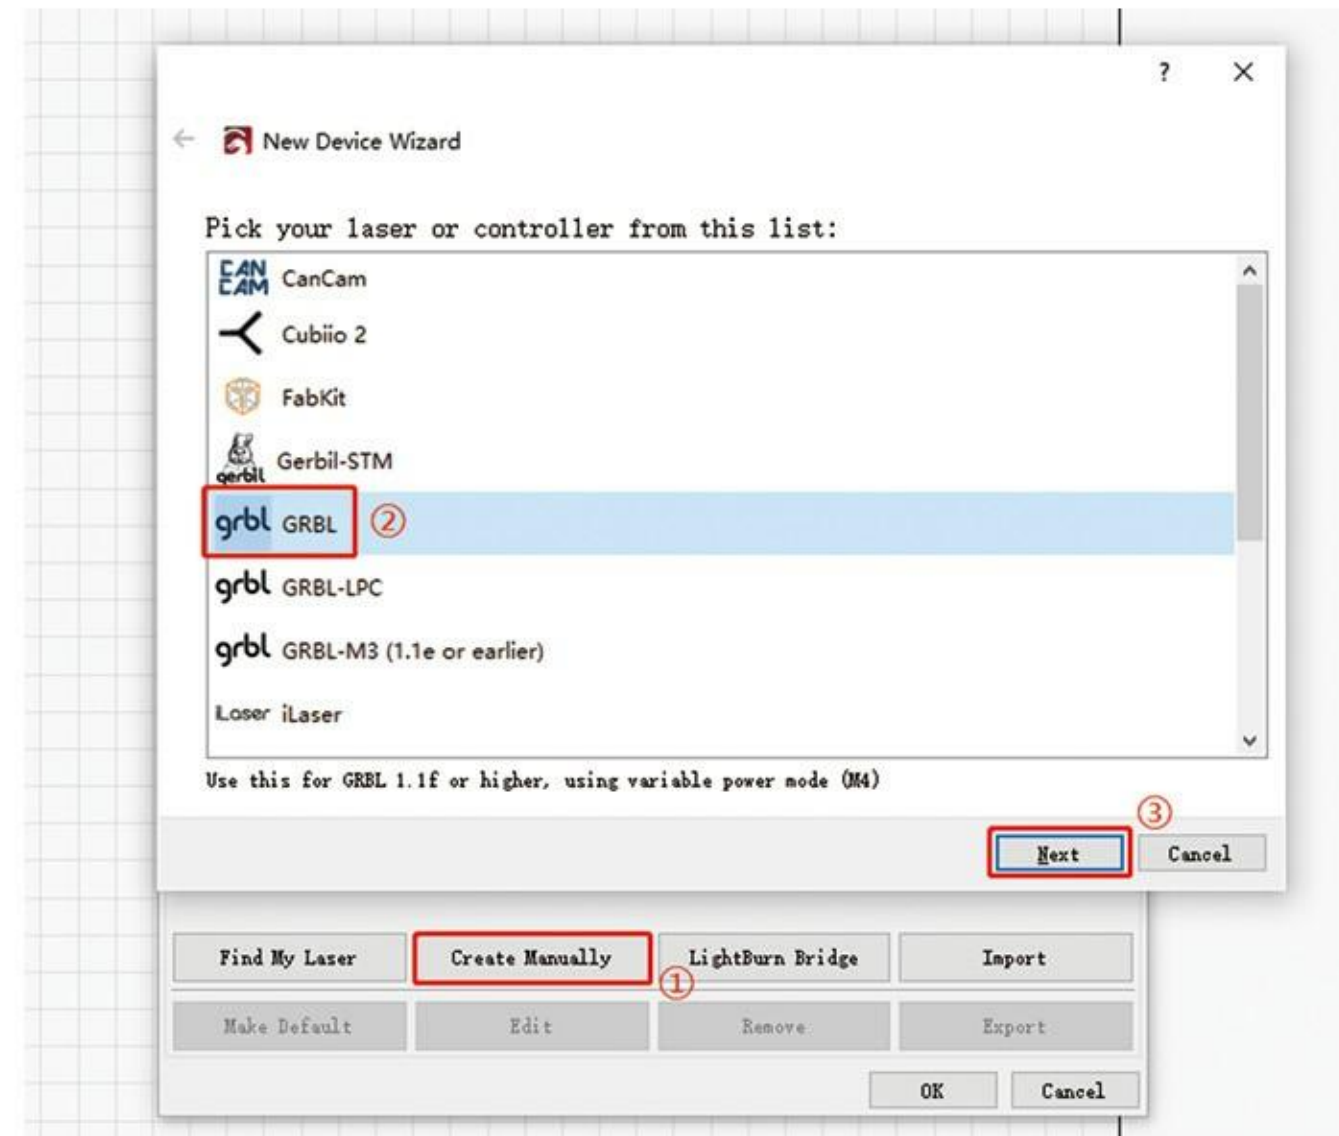 ?
New Device Wizard
Pick your laser or controller from this list:
CAN CAM CanCam
Cubiio 2
FabKit
gerbil Gerbil-STM
grbl GRBL ②
grbl GRBL-LPC
grbl GRBL-M3 (1.1e or earlier)
iLaser iLaser
Use this for GRBL 1.1f or higher, using variable power mode (M4)
③
Next Cancel
Find My Laser Create Manually LightBurn Bridge Import
①
Make Default Edit Remove Export
OK Cancel